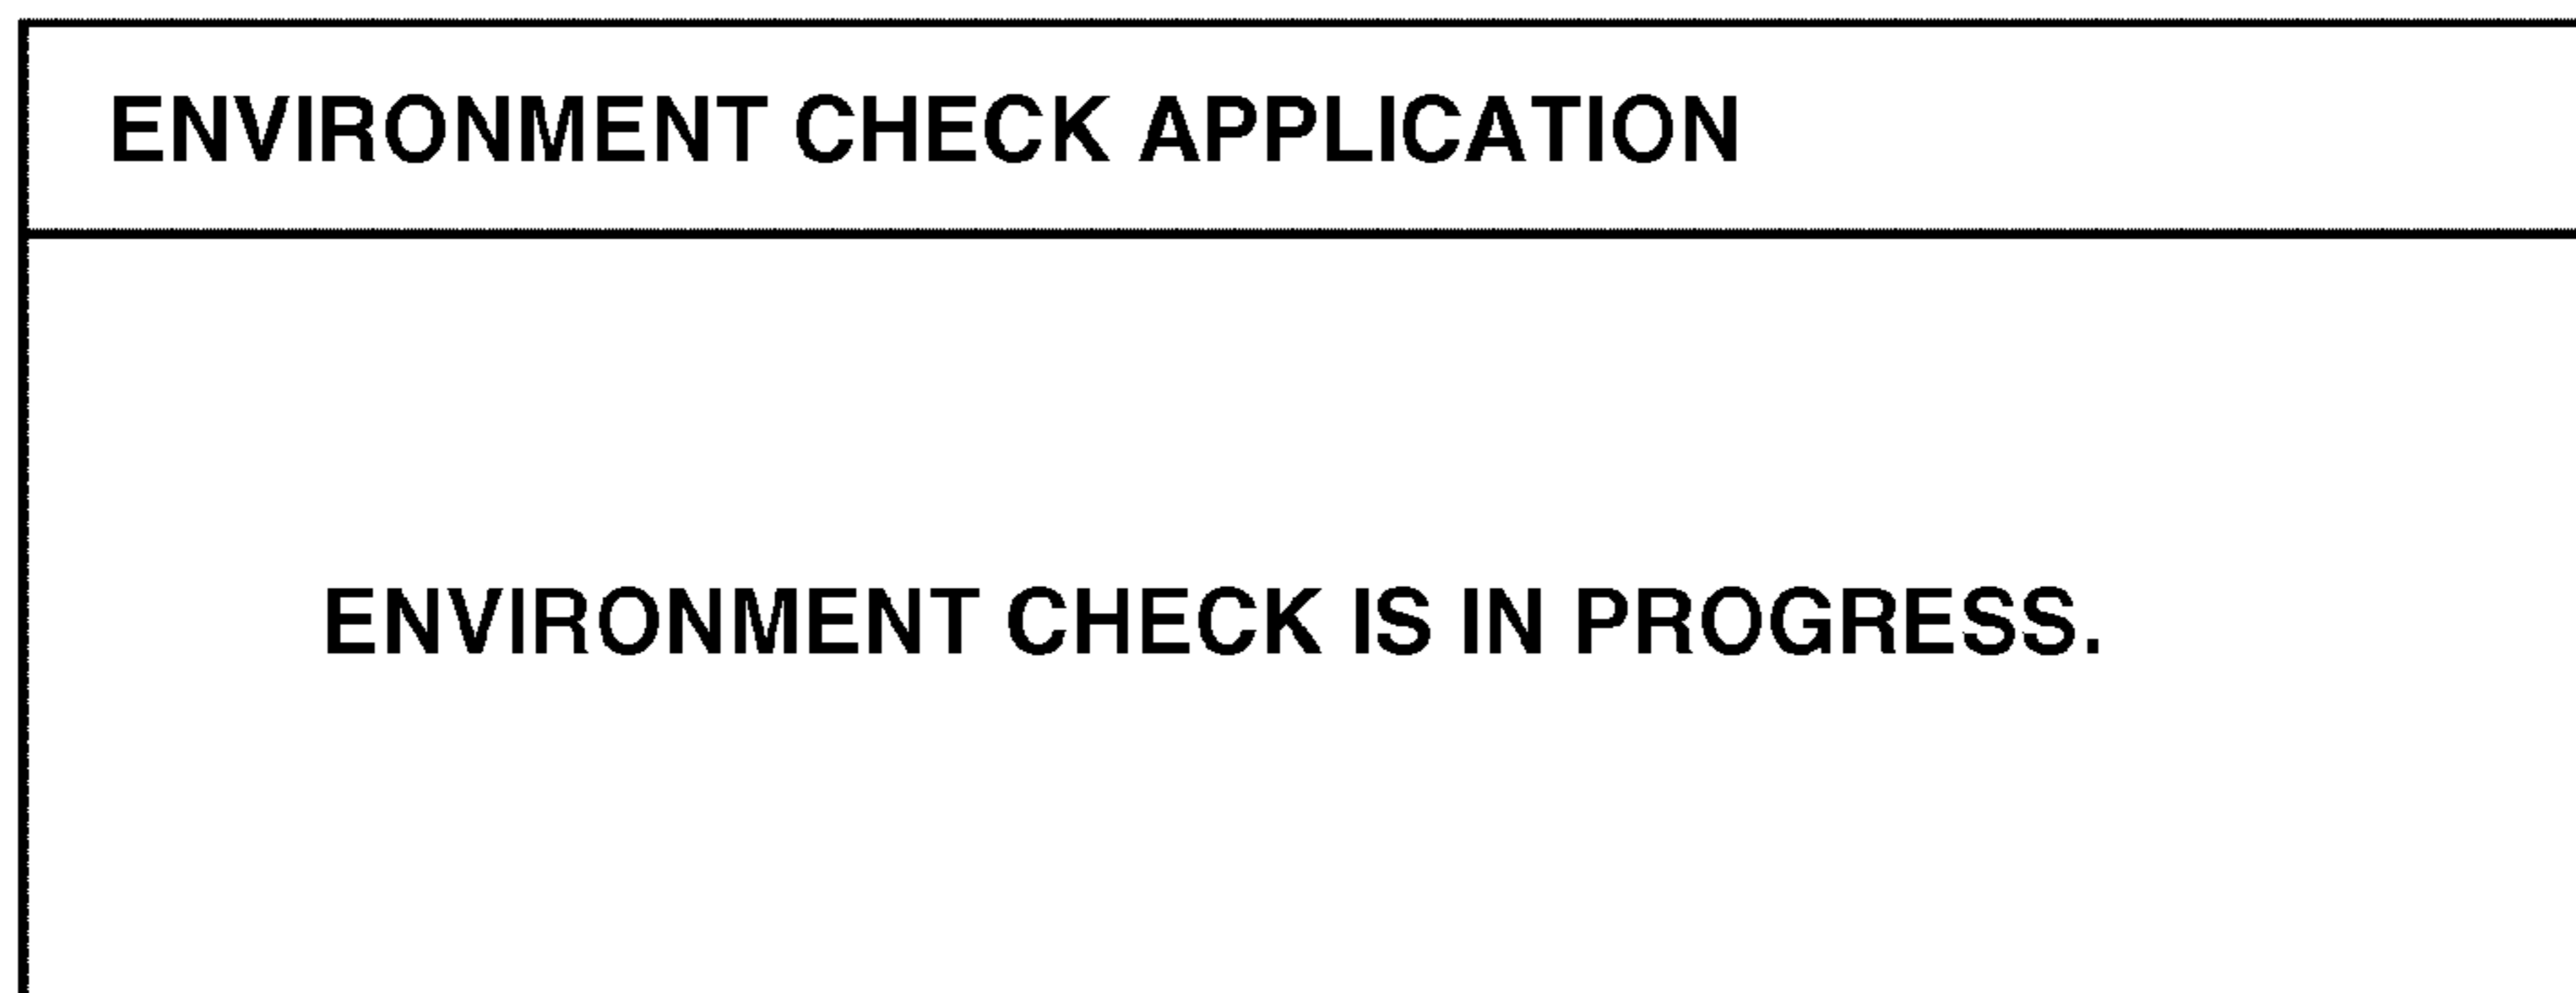 ENVIRONMENT CHECK APPLICATION
ENVIRONMENT CHECK IS IN PROGRESS.